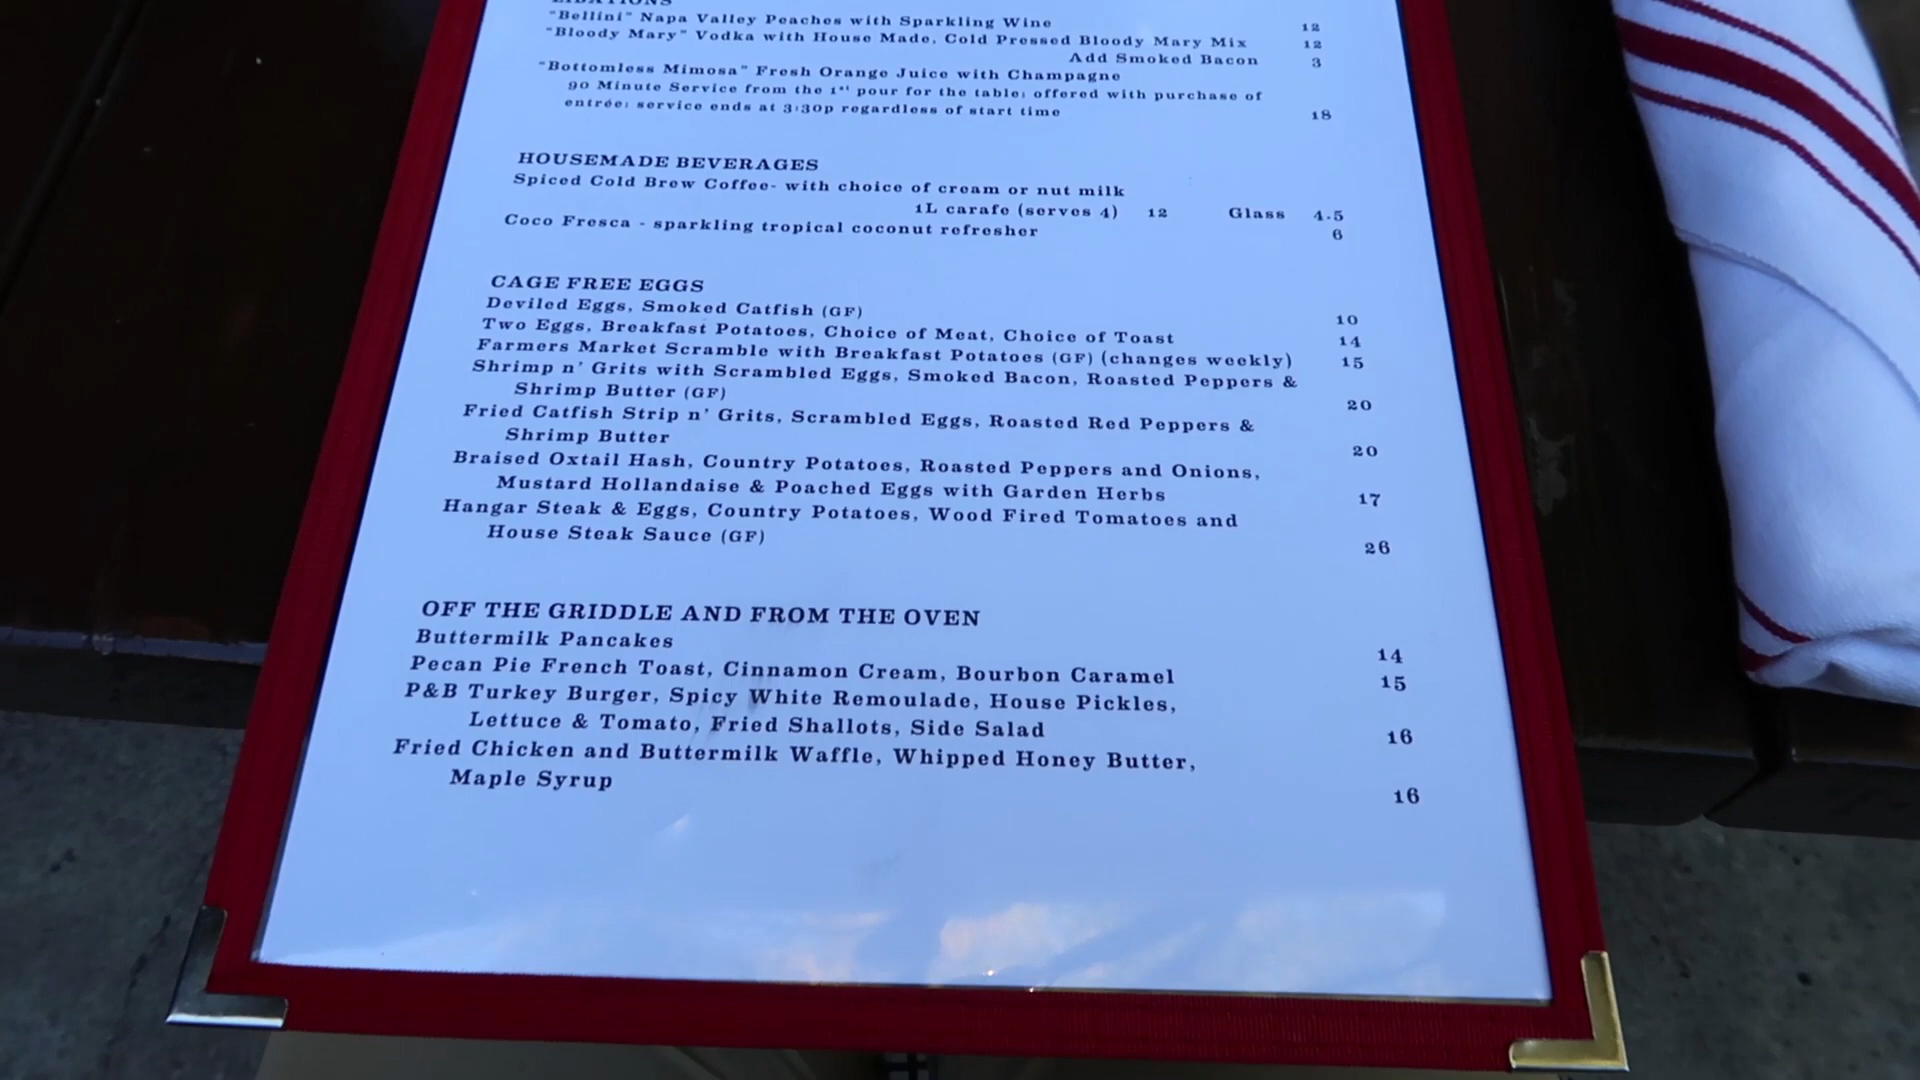 LIBATIONS
"Bellini" Napa Valley Peaches with Sparkling Wine 12
"Bloody Mary" Vodka with House Made, Cold Pressed Bloody Mary Mix 12
Add Smoked Bacon 3
"Bottomless Mimosa" Fresh Orange Juice with Champagne
90 Minute Service from the 1st pour for the table; offered with purchase of
entrée; service ends at 3:30p regardless of start time 18
HOUSEMADE BEVERAGES
Spiced Cold Brew Coffee- with choice of cream or nut milk
1L carafe (serves 4) 12 Glass 4.5
Coco Fresca - sparkling tropical coconut refresher 6
CAGE FREE EGGS
Deviled Eggs, Smoked Catfish (GF) 10
Two Eggs, Breakfast Potatoes, Choice of Meat, Choice of Toast 14
Farmers Market Scramble with Breakfast Potatoes (GF) (changes weekly) 15
Shrimp n' Grits with Scrambled Eggs, Smoked Bacon, Roasted Peppers &
Shrimp Butter (GF) 20
Fried Catfish Strip n' Grits, Scrambled Eggs, Roasted Red Peppers &
Shrimp Butter 20
Braised Oxtail Hash, Country Potatoes, Roasted Peppers and Onions,
Mustard Hollandaise & Poached Eggs with Garden Herbs 17
Hangar Steak & Eggs, Country Potatoes, Wood Fired Tomatoes and
House Steak Sauce (GF) 26
OFF THE GRIDDLE AND FROM THE OVEN
Buttermilk Pancakes 14
Pecan Pie French Toast, Cinnamon Cream, Bourbon Caramel 15
P&B Turkey Burger, Spicy White Remoulade, House Pickles,
Lettuce & Tomato, Fried Shallots, Side Salad 16
Fried Chicken and Buttermilk Waffle, Whipped Honey Butter,
Maple Syrup 16